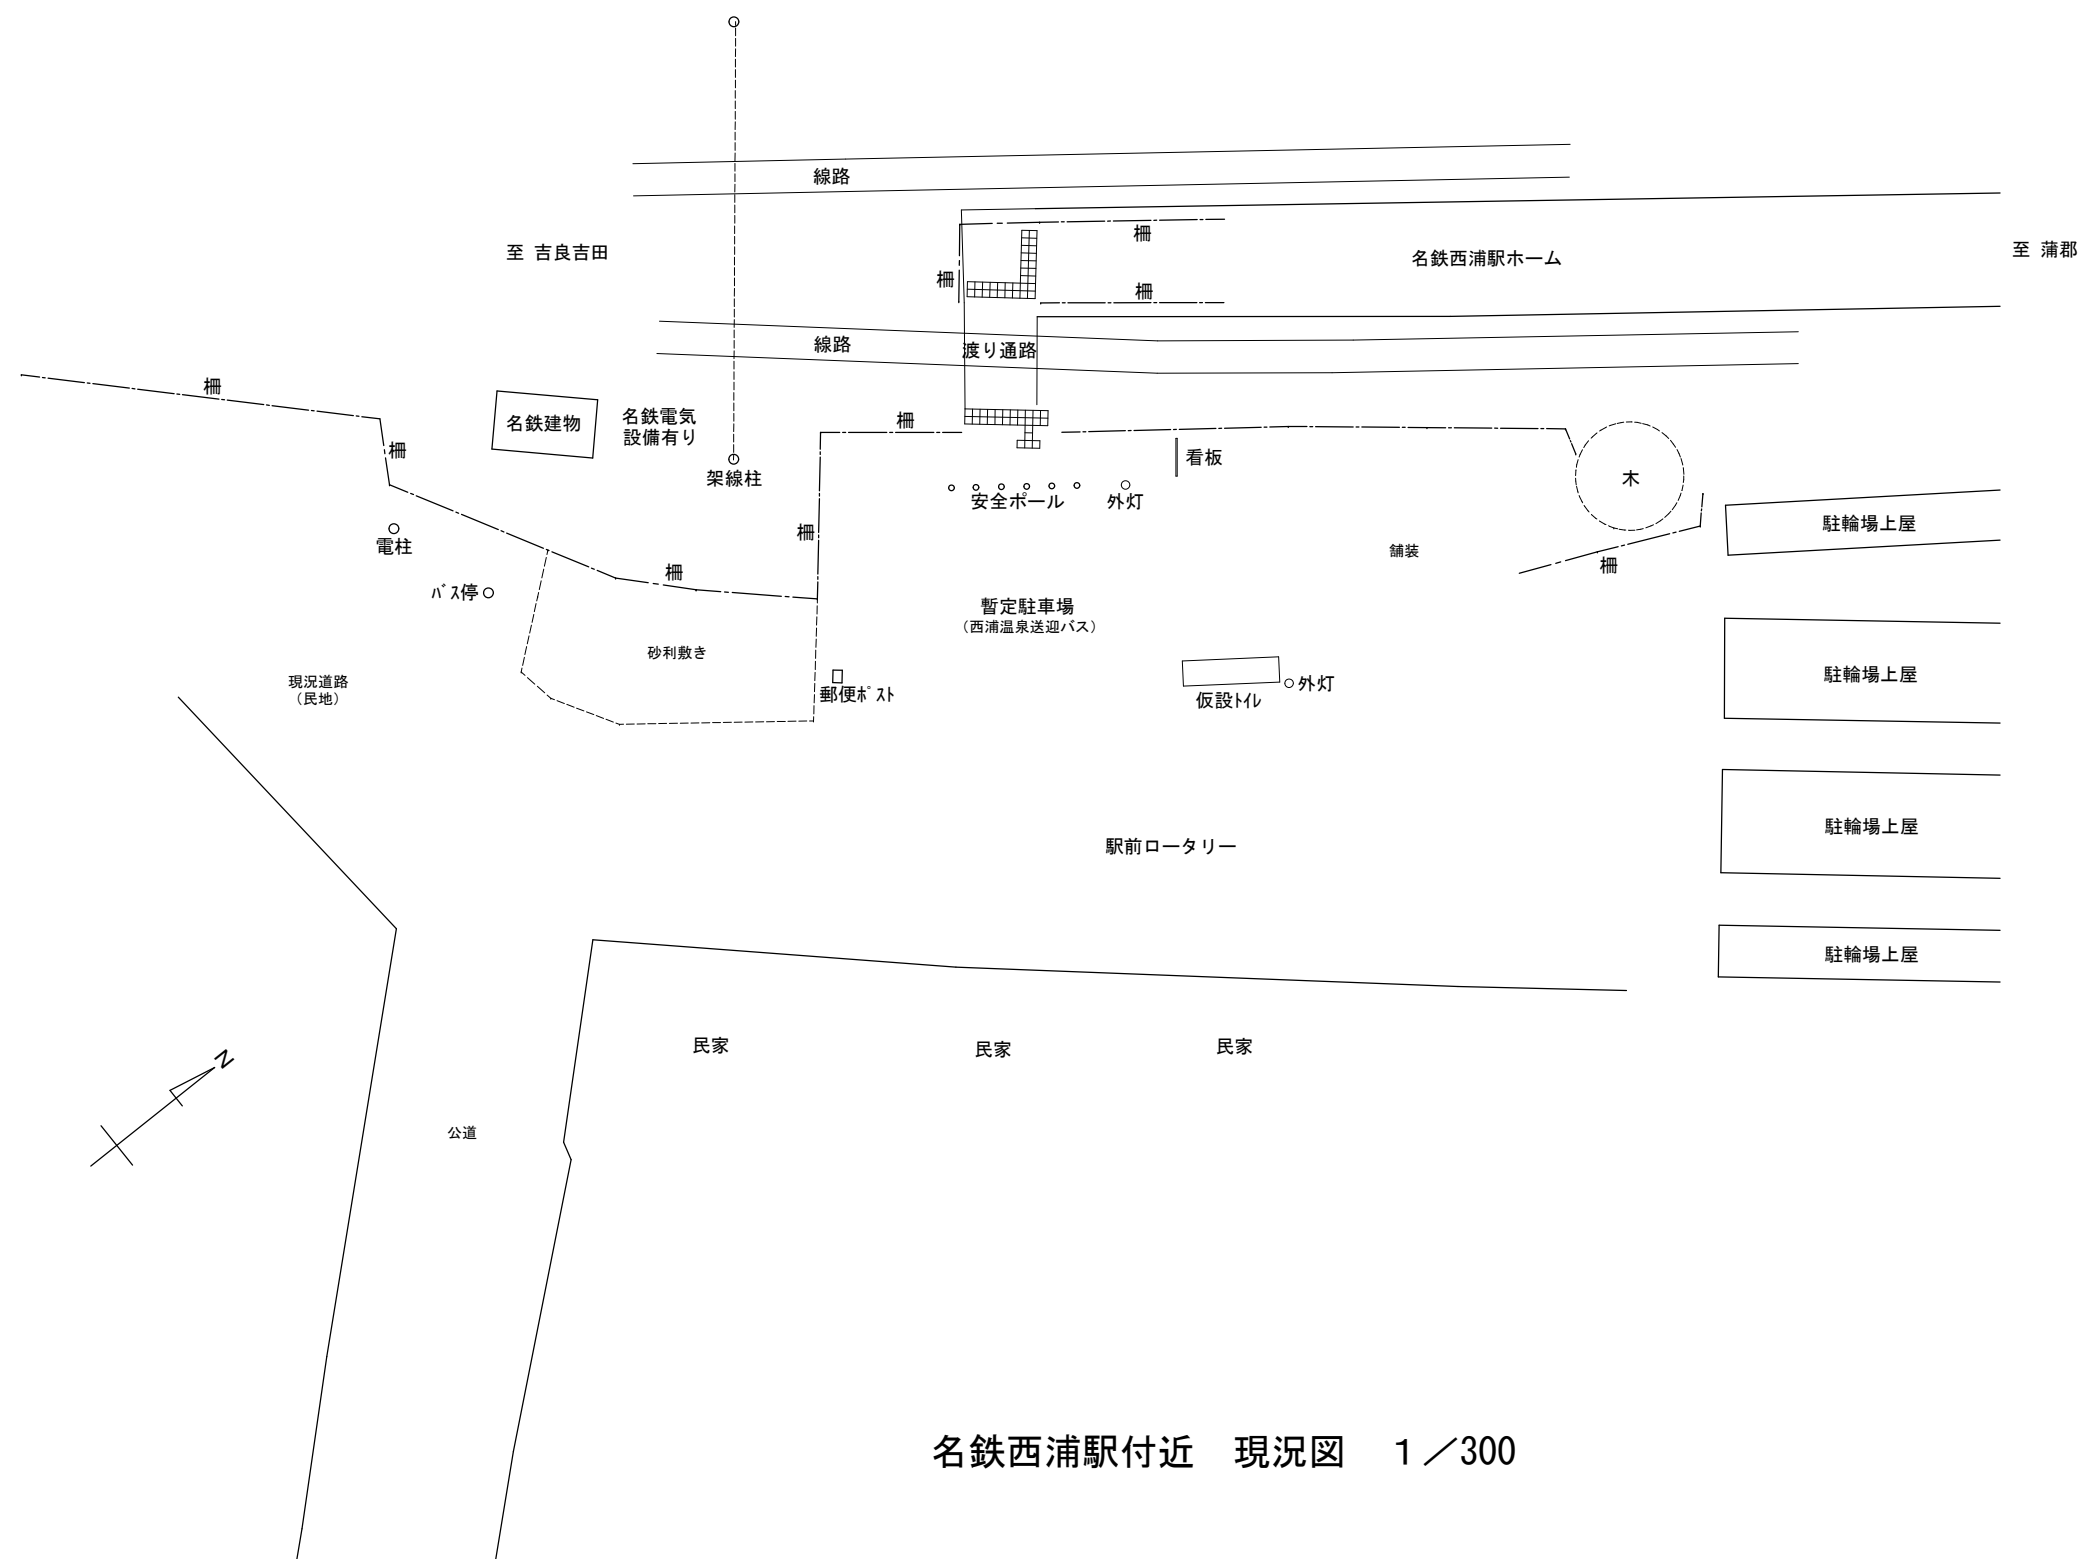 線路
柵
至 吉良吉田
名鉄西浦駅ホーム
至 蒲郡
柵
柵
線路
渡り通路
柵
名鉄建物
名鉄電気
設備有り
柵
柵
架線柱
看板
木
安全ポール
外灯
電柱
柵
舗装
駐輪場上屋
柵
柵
バス停
暫定駐車場
(西浦温泉送迎バス)
砂利敷き
現況道路
(民地)
郵便ポスト
仮設トイレ
外灯
駐輪場上屋
駅前ロータリー
駐輪場上屋
駐輪場上屋
民家
民家
民家
N
公道
名鉄西浦駅付近　現況図　1/300